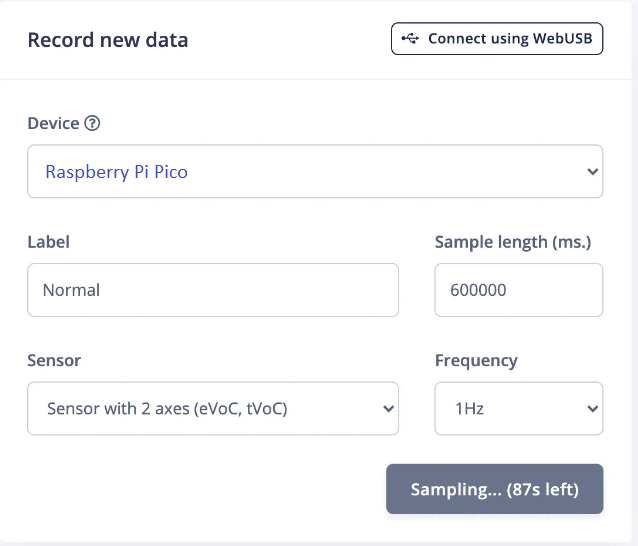 Record new data
Connect using WebUSB
Device ?
Raspberry Pi Pico
Label
Sample length (ms.)
Normal
600000
Sensor
Frequency
Sensor with 2 axes (eVoC, tVoC)
1Hz
Sampling... (87s left)